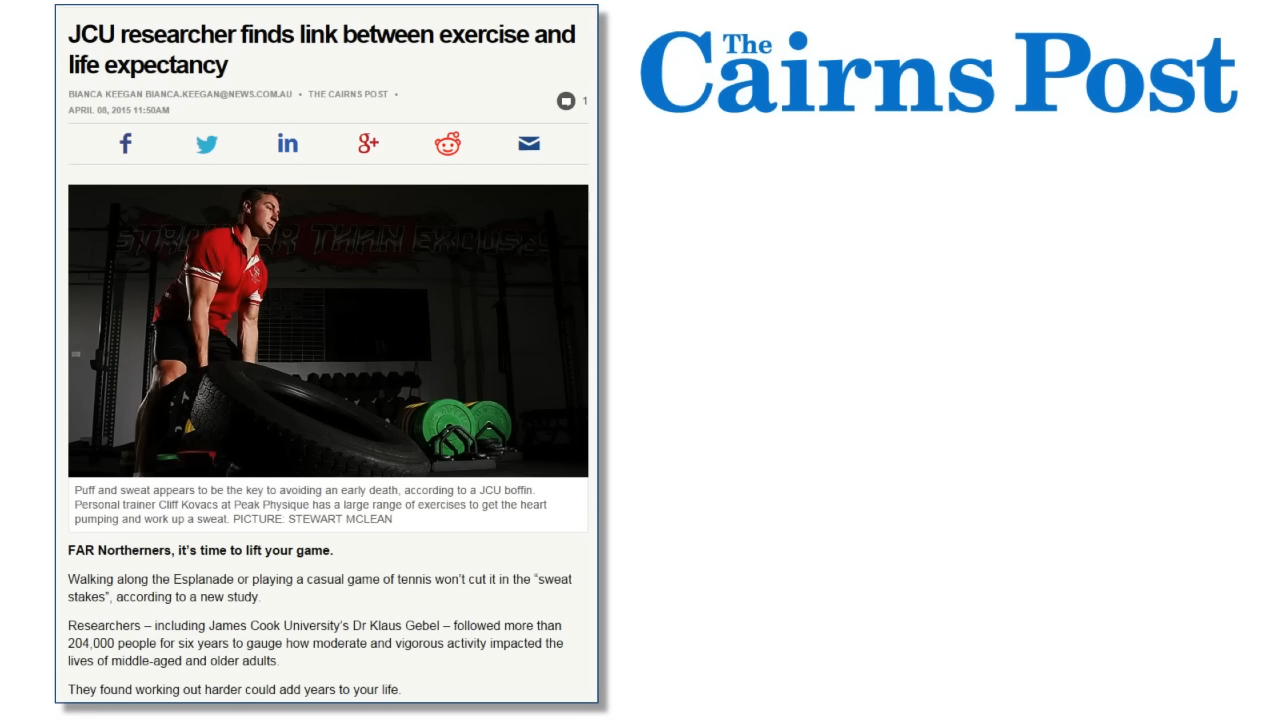 JCU researcher finds link between exercise and
life expectancy
BIANCA KEEGAN BIANCA.KEEGAN@NEWS.COM.AU • THE CAIRNS POST •
APRIL 08, 2015 11:50AM
1
f in g+
STRONGER THAN EXCUSES
Puff and sweat appears to be the key to avoiding an early death, according to a JCU boffin.
Personal trainer Cliff Kovacs at Peak Physique has a large range of exercises to get the heart
pumping and work up a sweat. PICTURE: STEWART MCLEAN
FAR Northerners, it’s time to lift your game.
Walking along the Esplanade or playing a casual game of tennis won’t cut it in the “sweat
stakes”, according to a new study.
Researchers – including James Cook University’s Dr Klaus Gebel – followed more than
204,000 people for six years to gauge how moderate and vigorous activity impacted the
lives of middle-aged and older adults.
They found working out harder could add years to your life.
The Cairns Post